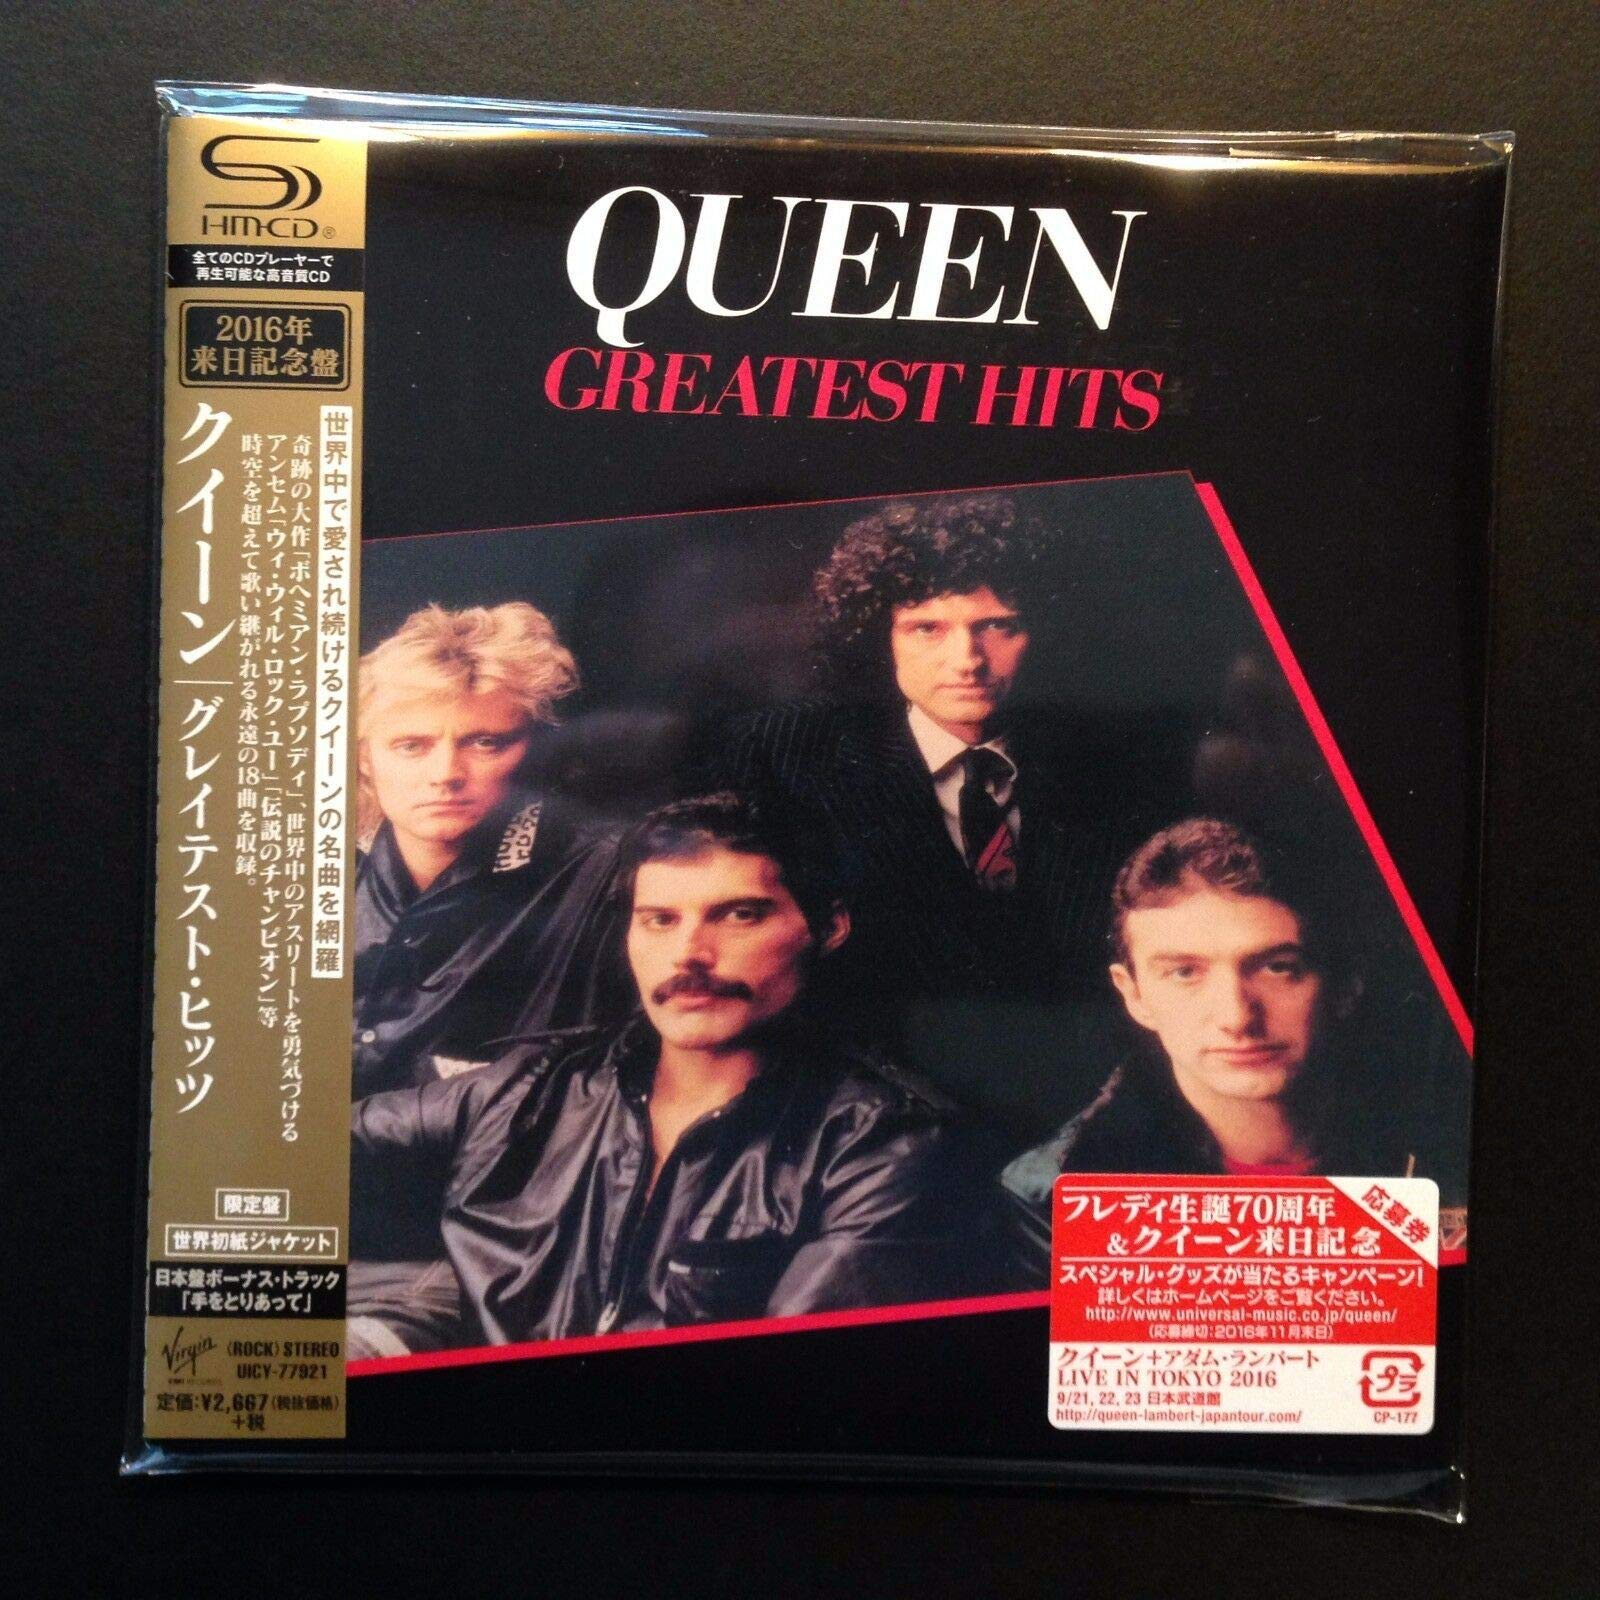 S
HM-CD®
全てのCDプレーヤーで
再生可能な高音質CD
2016年
来日記念盤
世界中で愛され続けるクイーンの名曲を網羅
奇跡の大作「ボヘミアン・ラプソディ」、世界中のアスリートを勇気づける
アンセム「ウィ・ウィル・ロック・ユー」「伝説のチャンピオン」等
時空を超えて歌い継がれる永遠の18曲を収録。
クイーン|グレイテスト・ヒッツ
限定盤
世界初紙ジャケット
日本盤ボーナス・トラック
「手をとりあって」
Virgin
EMI RECORDS
(ROCK) STEREO
UICY-77921
定価:¥2,667(税抜価格)
+税
QUEEN
GREATEST HITS
応募券
フレディ生誕70周年
&クイーン来日記念
スペシャル・グッズが当たるキャンペーン!
詳しくはホームページをご覧ください。
http://www.universal-music.co.jp/queen/
(応募締切:2016年11月末日)
クイーン+アダム・ランバート
LIVE IN TOKYO 2016
9/21, 22, 23 日本武道館
http://queen-lambert-japantour.com/
プラ
CP-177